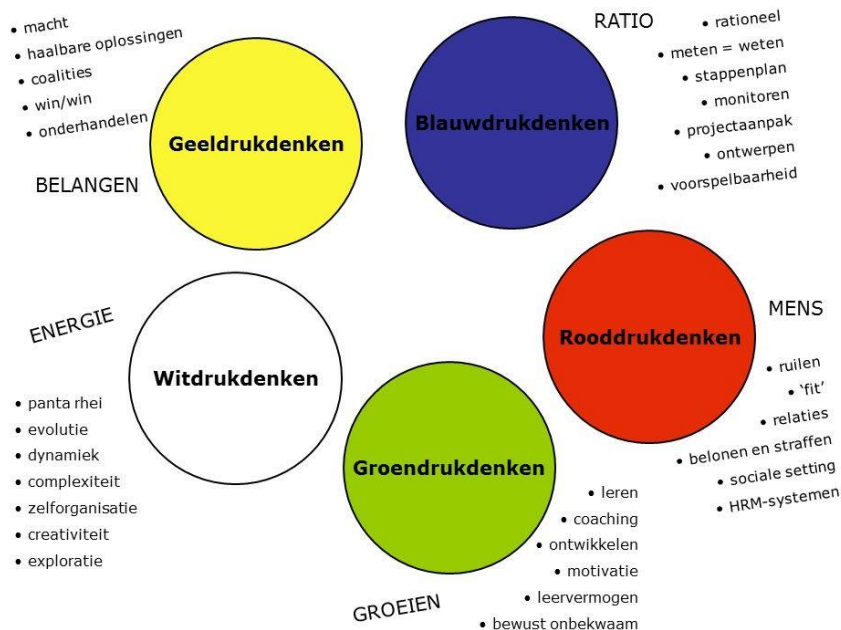 • macht
• haalbare oplossingen
• coalities
• win/win
• onderhandelen
BELANGEN
Geeldrukdenken
RATIO
• rationeel
• meten = weten
• stappenplan
• monitoren
• projectaanpak
• ontwerpen
• voorspelbaarheid
Blauwdrukdenken
MENS
Rooddrukdenken
• ruilen
• ‘fit’
• relaties
• belonen en straffen
• sociale setting
• HRM-systemen
ENERGIE
Witdrukdenken
• panta rhei
• evolutie
• dynamiek
• complexiteit
• zelforganisatie
• creativiteit
• exploratie
Groendrukdenken
• leren
• coaching
• ontwikkelen
• motivatie
• leervermogen
• bewust onbekwaam
GROEIEN